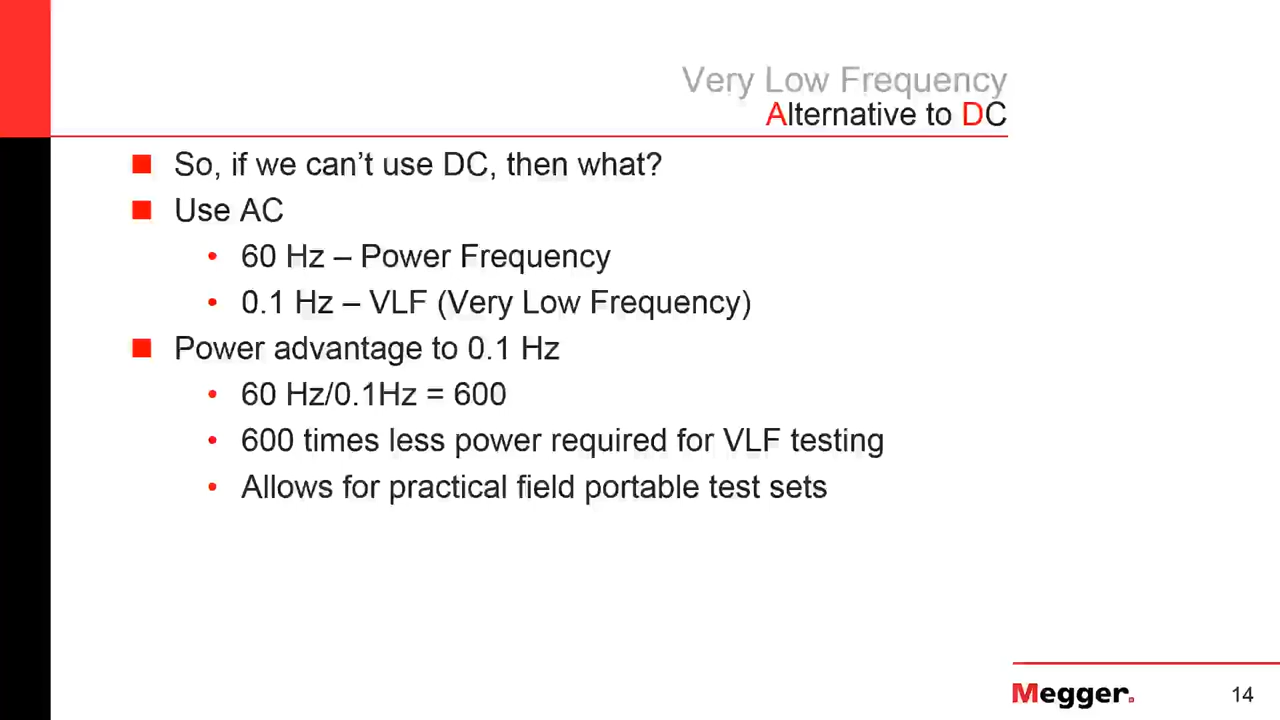 Very Low Frequency
Alternative to DC
So, if we can't use DC, then what?
Use AC
60 Hz – Power Frequency
0.1 Hz – VLF (Very Low Frequency)
Power advantage to 0.1 Hz
60 Hz/0.1Hz = 600
600 times less power required for VLF testing
Allows for practical field portable test sets
Megger.
14